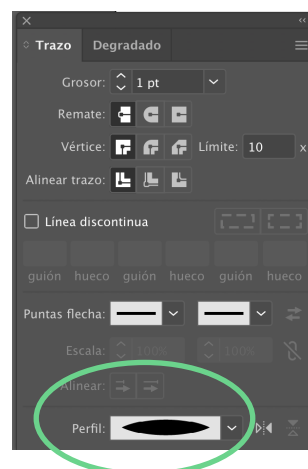 Trazo Degradado
Grosor: 1 pt
Remate:
Vértice: Límite: 10 x
Alinear trazo:
Línea discontinua
guión hueco guión hueco guión hueco
Puntas flecha:
Escala: 100% 100%
Alinear:
Perfil: